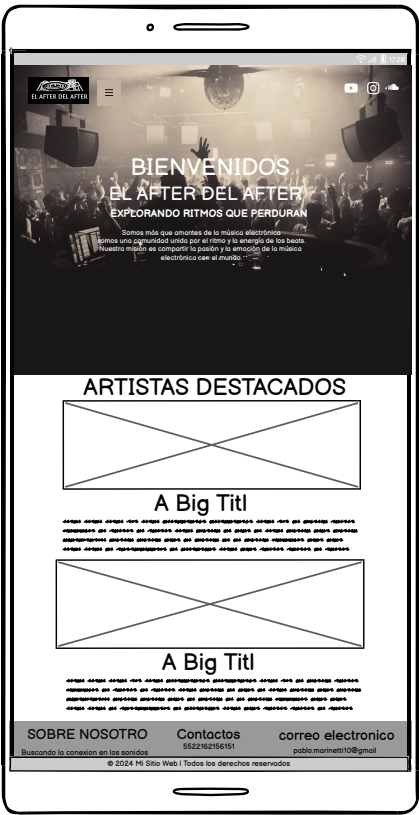 17:28
EL AFTER DEL AFTER
BIENVENIDOS
EL AFTER DEL AFTER
EXPLORANDO RITMOS QUE PERDURAN
Somos más que amantes de la música electrónica
somos una comunidad unida por el ritmo y la energía de los beats.
Nuestra misión es compartir la pasión y la emoción de la música
electrónica con el mundo.
ARTISTAS DESTACADOS
A Big Titl
A Big Titl
SOBRE NOSOTRO
Buscando la conexion en los sonidos
Contactos
5522162156151
correo electronico
pablo.marinetti10@gmail
© 2024 Mi Sitio Web | Todos los derechos reservados